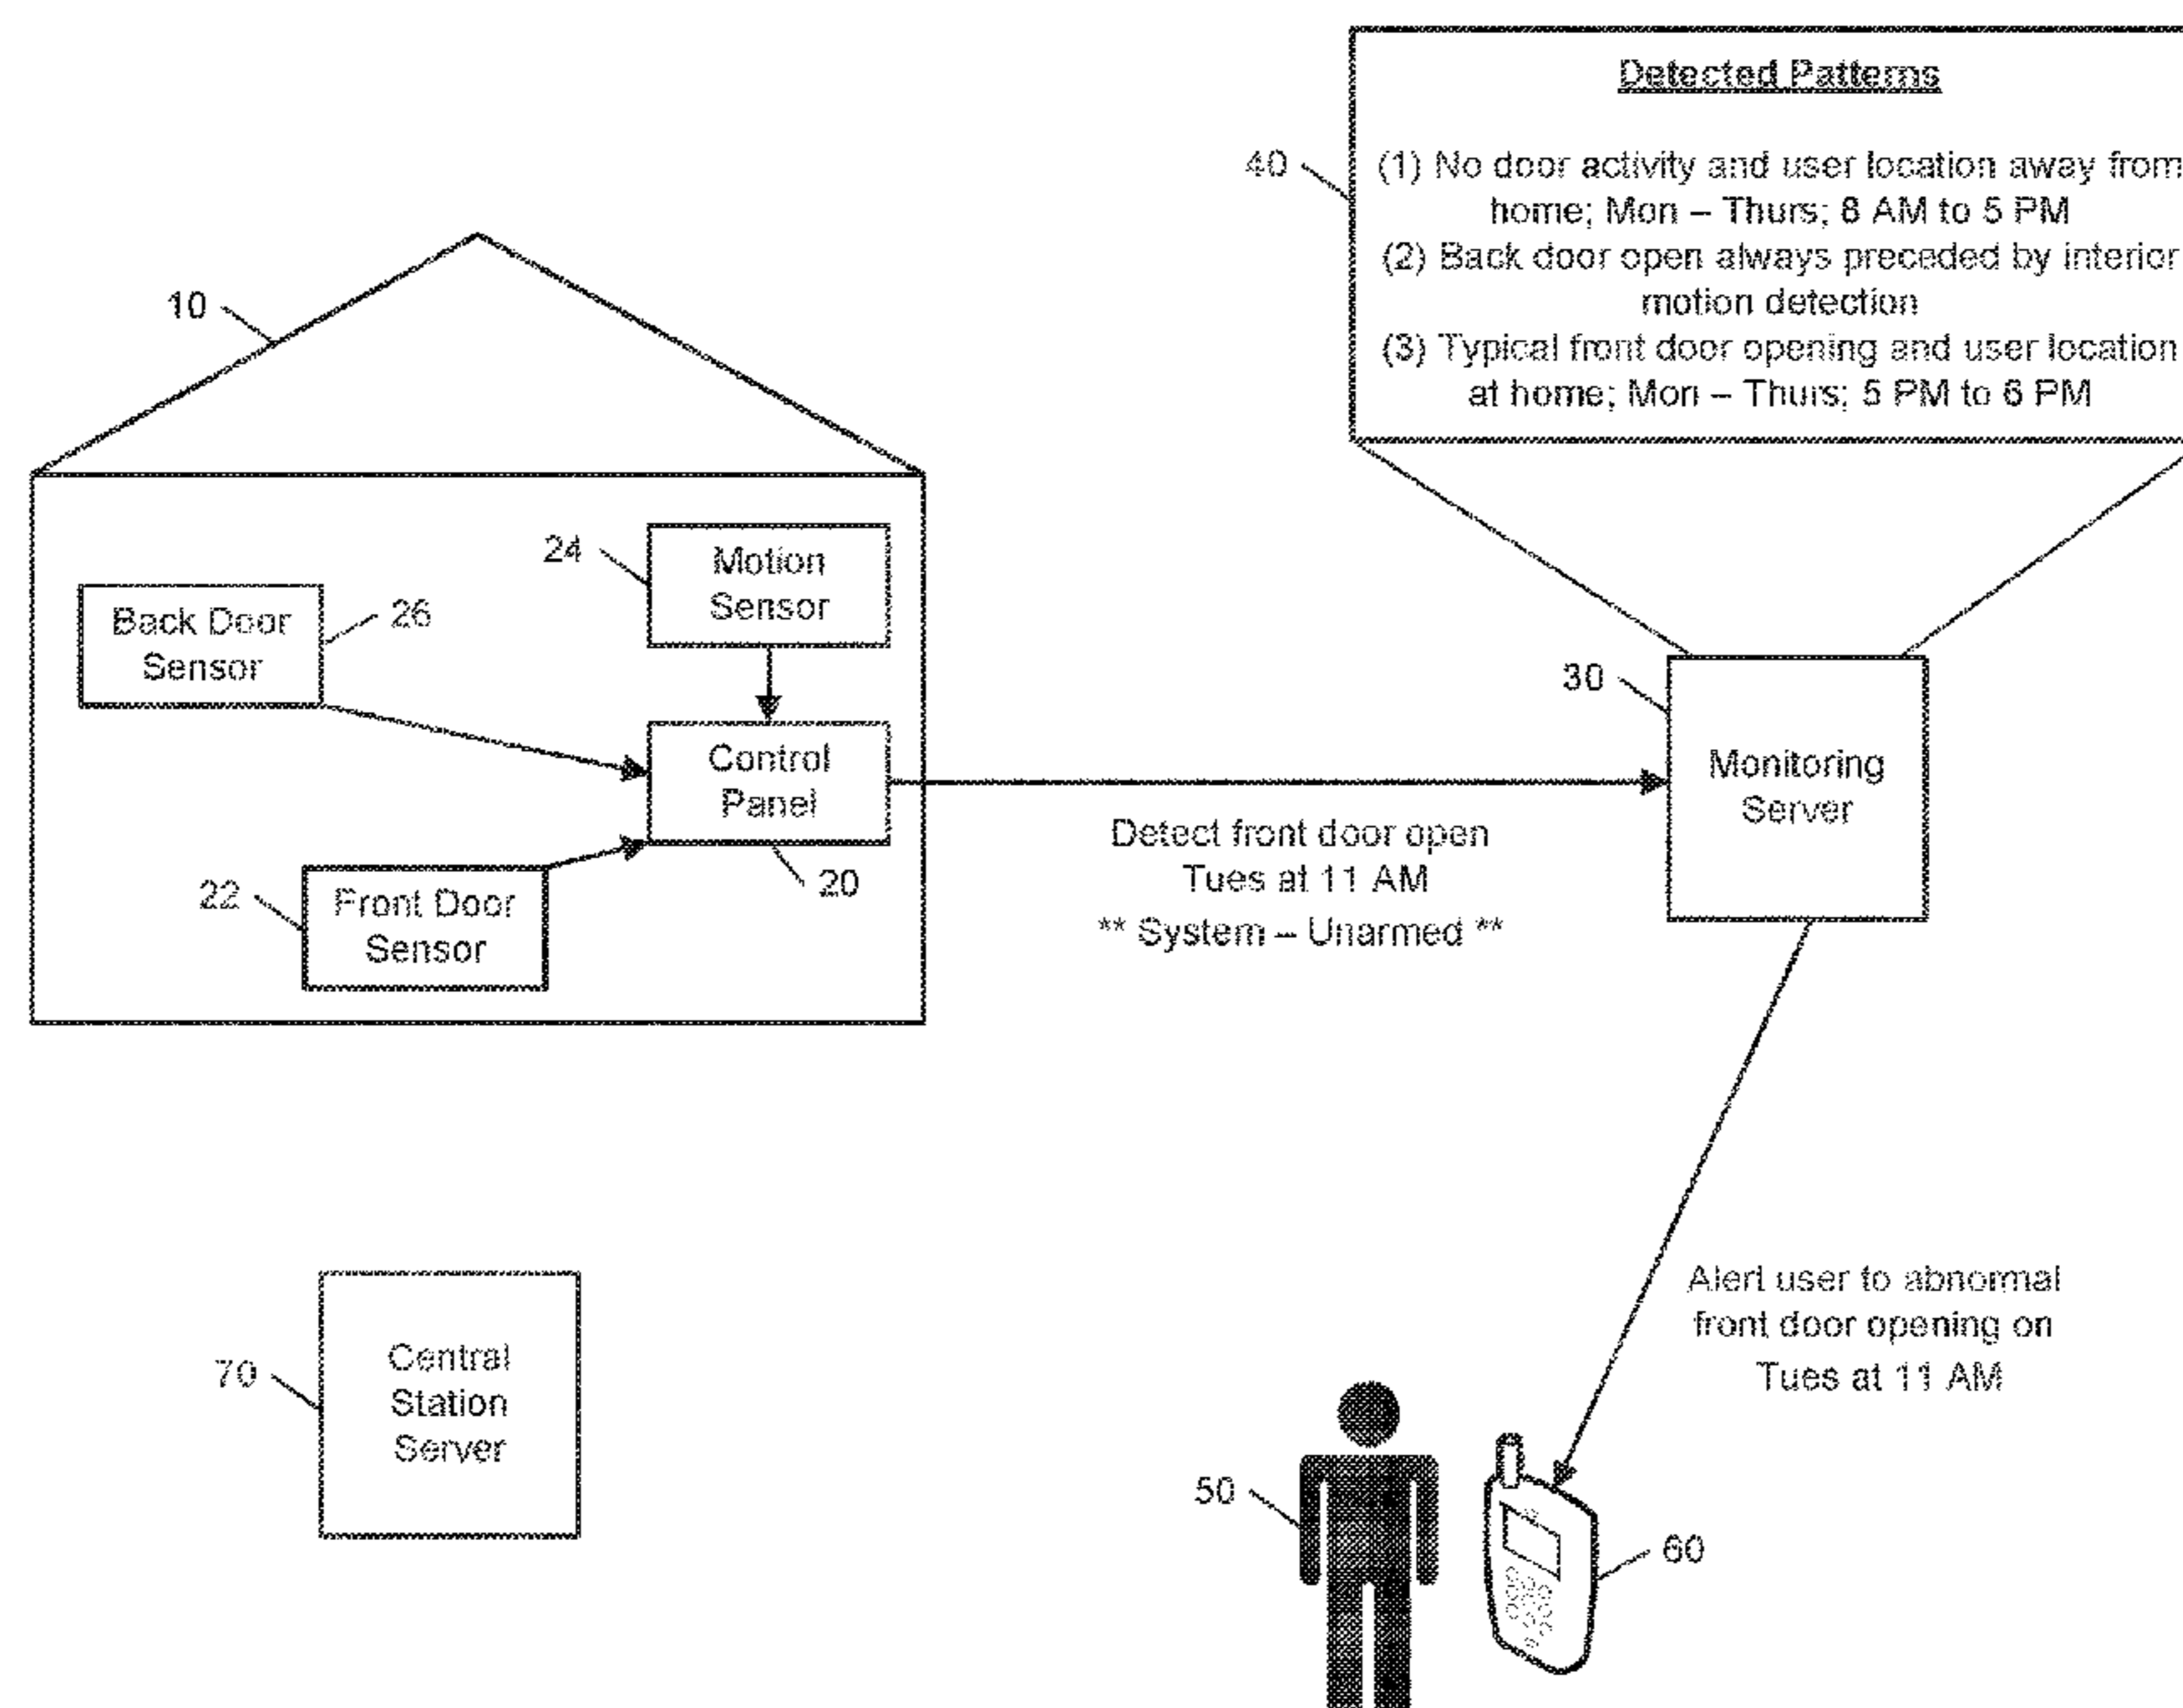 Detected Patterns
40
(1) No door activity and user location away from
home; Mon – Thurs; 8 AM to 5 PM
(2) Back door open always preceded by interior
motion detection
(3) Typical front door opening and user location
at home; Mon – Thurs; 5 PM to 6 PM
10
24
Motion
Sensor
Back Door
Sensor
26
Control
Panel
20
22
Front Door
Sensor
Detect front door open
Tues at 11 AM
** System – Unarmed **
30
Monitoring
Server
Alert user to abnormal
front door opening on
Tues at 11 AM
70
Central
Station
Server
50
60